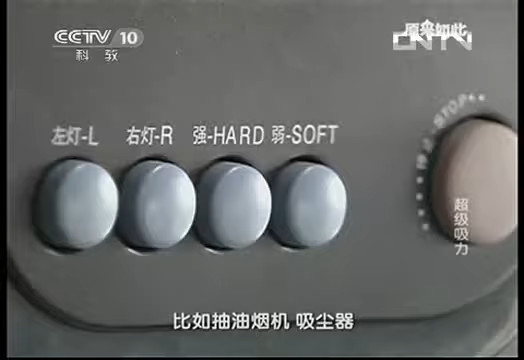 CCTV 10
科教
原来如此
CNTV
左灯-L
右灯-R
强-HARD
弱-SOFT
停止·STOP
超级吸力
比如抽油烟机 吸尘器